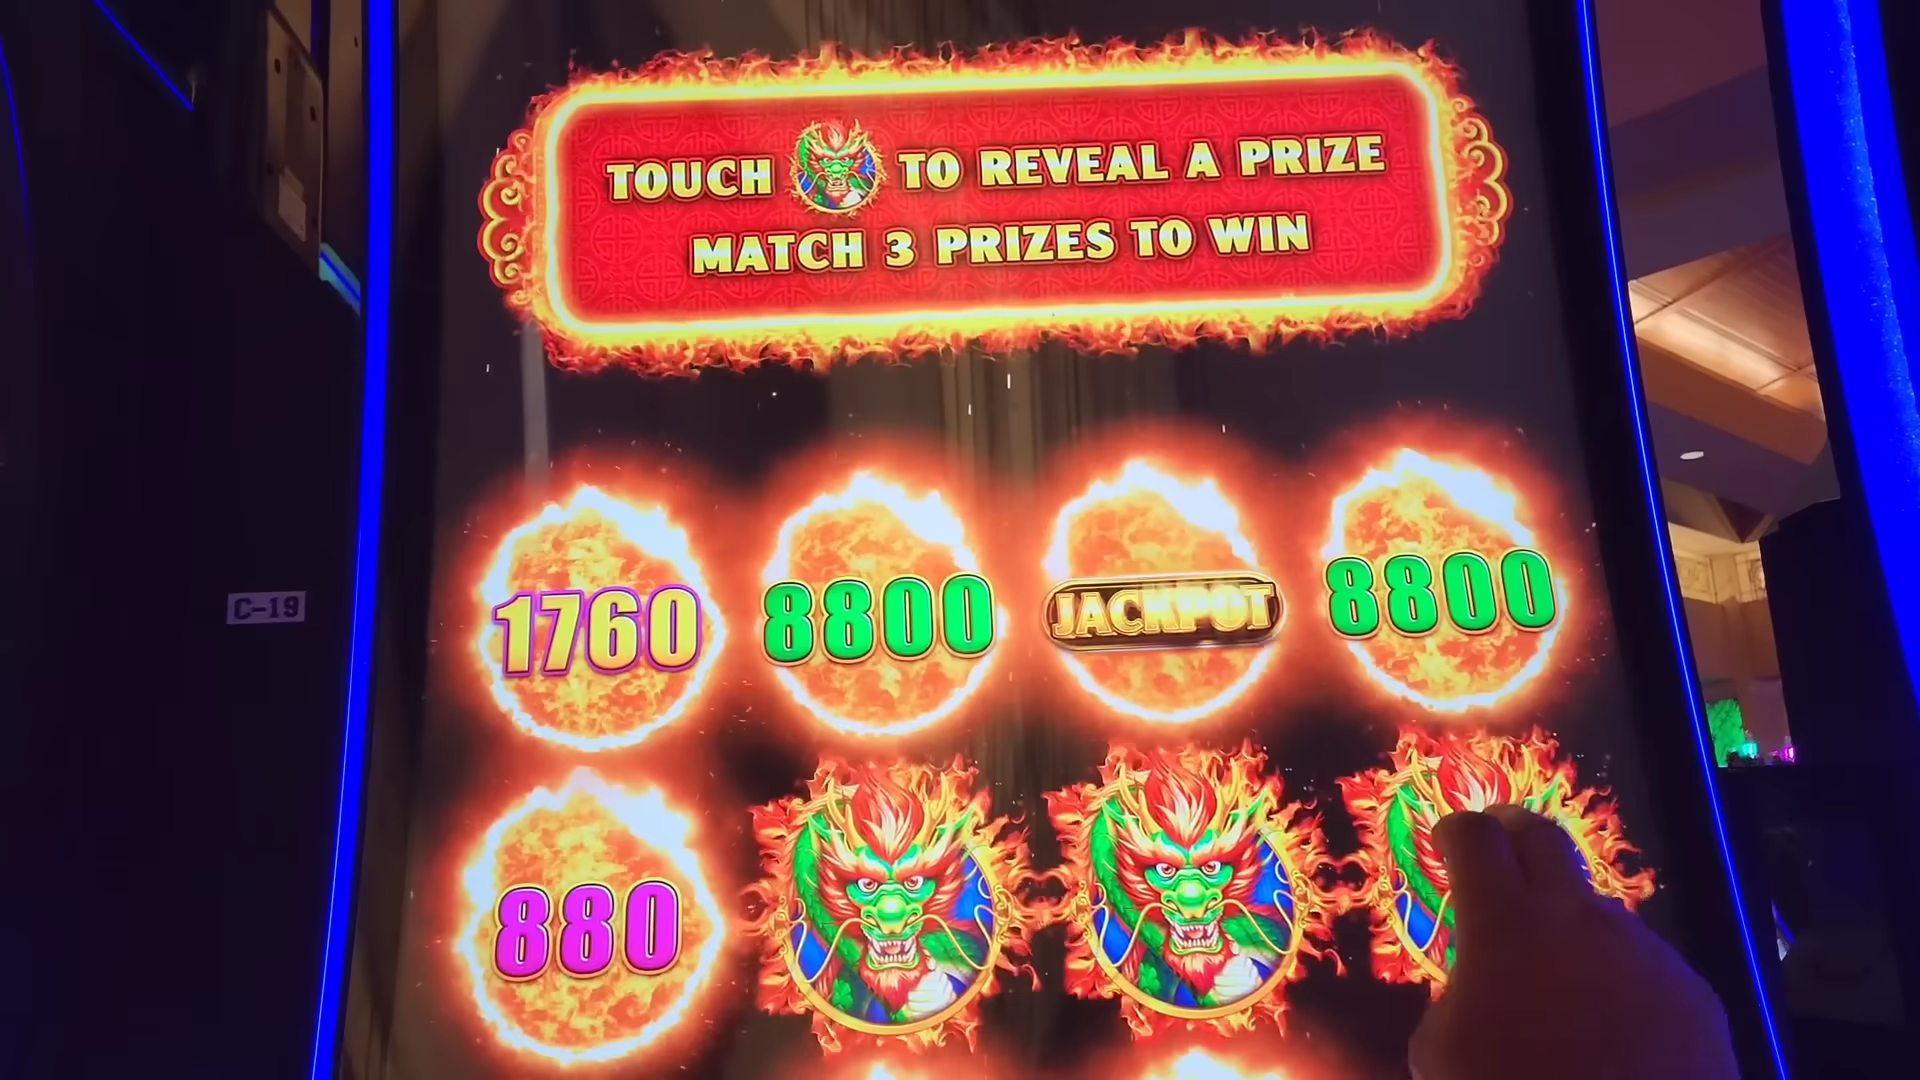 TOUCH TO REVEAL A PRIZE
MATCH 3 PRIZES TO WIN
1760 8800 JACKPOT 8800
C-19
880